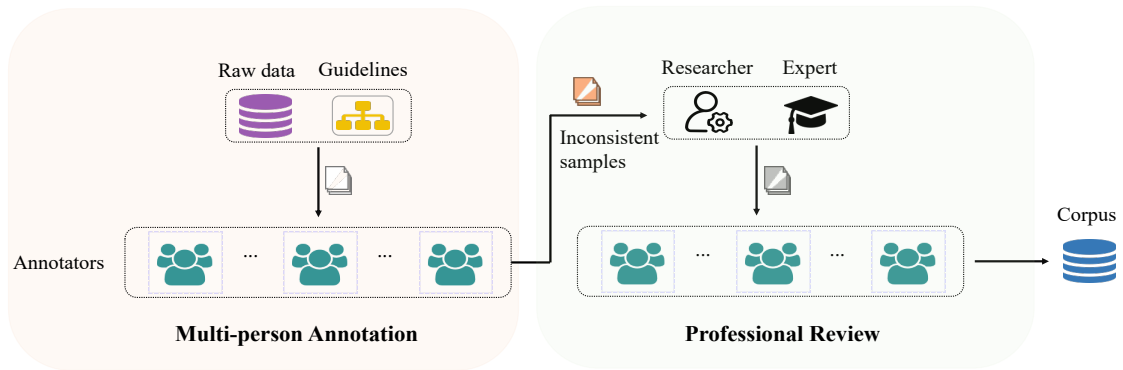 Raw data
Guidelines
Annotators
...
...
Multi-person Annotation
Inconsistent
samples
Researcher
Expert
...
...
Professional Review
Corpus